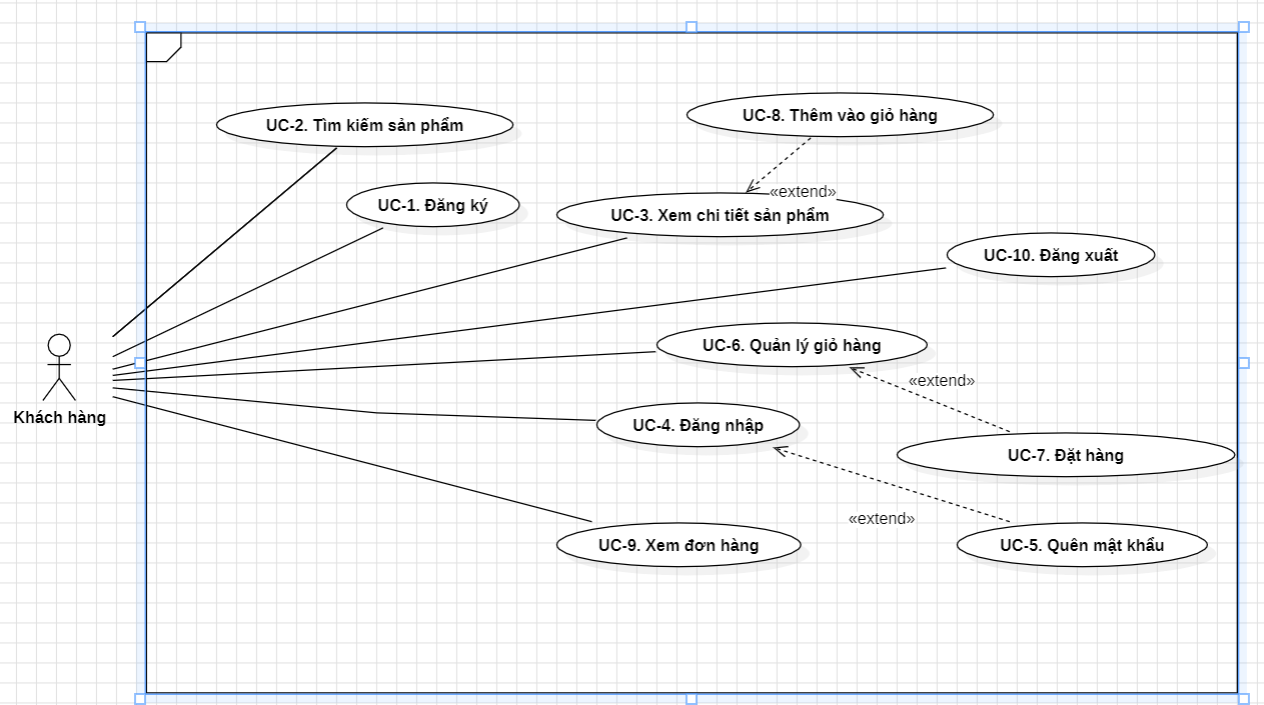 UC-2. Tìm kiếm sản phẩm
UC-8. Thêm vào giỏ hàng
UC-1. Đăng ký
«extend»
UC-3. Xem chi tiết sản phẩm
UC-10. Đăng xuất
UC-6. Quản lý giỏ hàng
«extend»
Khách hàng
UC-4. Đăng nhập
UC-7. Đặt hàng
«extend»
UC-9. Xem đơn hàng
UC-5. Quên mật khẩu